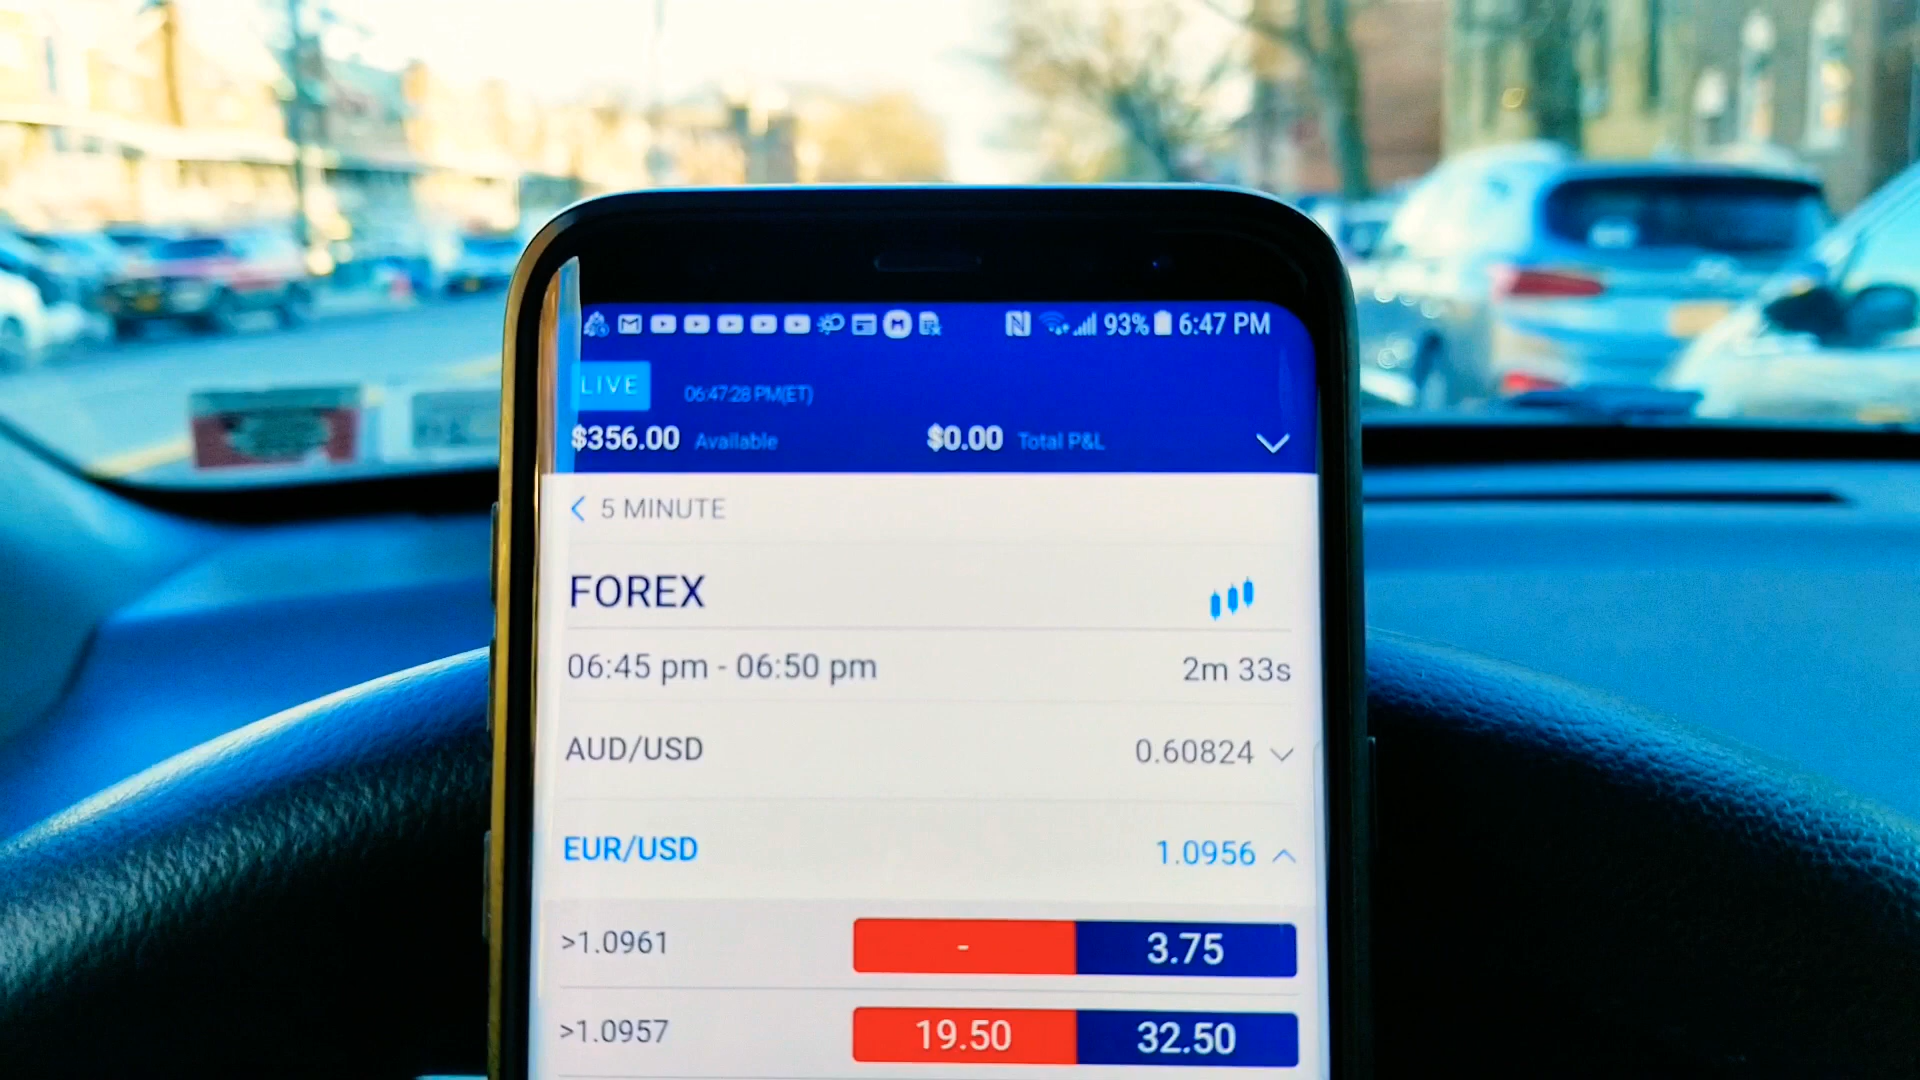 93% 6:47 PM
LIVE 06:47:28 PM(ET)
$356.00 Available $0.00 Total P&L
5 MINUTE
FOREX
06:45 pm - 06:50 pm 2m 33s
AUD/USD 0.60824
EUR/USD 1.0956
>1.0961 - 3.75
>1.0957 19.50 32.50